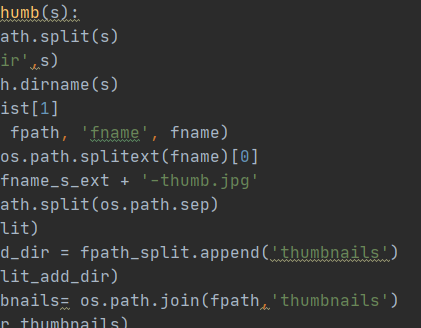 humb(s):
ath.split(s)
ir',s)
h.dirname(s)
ist[1]
fpath, 'fname', fname)
os.path.splitext(fname)[0]
fname_s_ext + '-thumb.jpg'
ath.split(os.path.sep)
lit)
d_dir = fpath_split.append('thumbnails')
lit_add_dir)
bnails= os.path.join(fpath,'thumbnails')
r thumbnails)